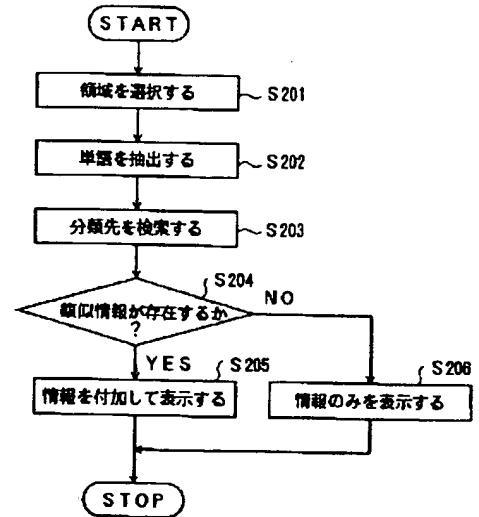 START
領域を選択する
S201
単語を抽出する
S202
分類先を検索する
S203
S204
類似情報が存在するか
?
NO
YES
S205
S206
情報を付加して表示する
情報のみを表示する
STOP